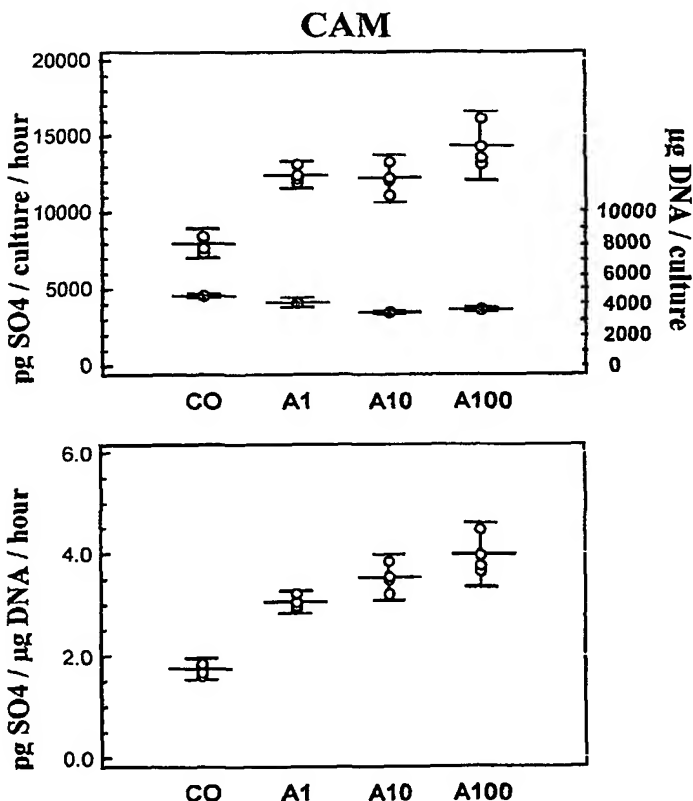 CAM
pg SO4 / culture / hour
20000
15000
10000
5000
0
10000
8000
6000
4000
2000
0
µg DNA / culture
CO A1 A10 A100
pg SO4 / µg DNA / hour
6.0
4.0
2.0
0.0
CO A1 A10 A100